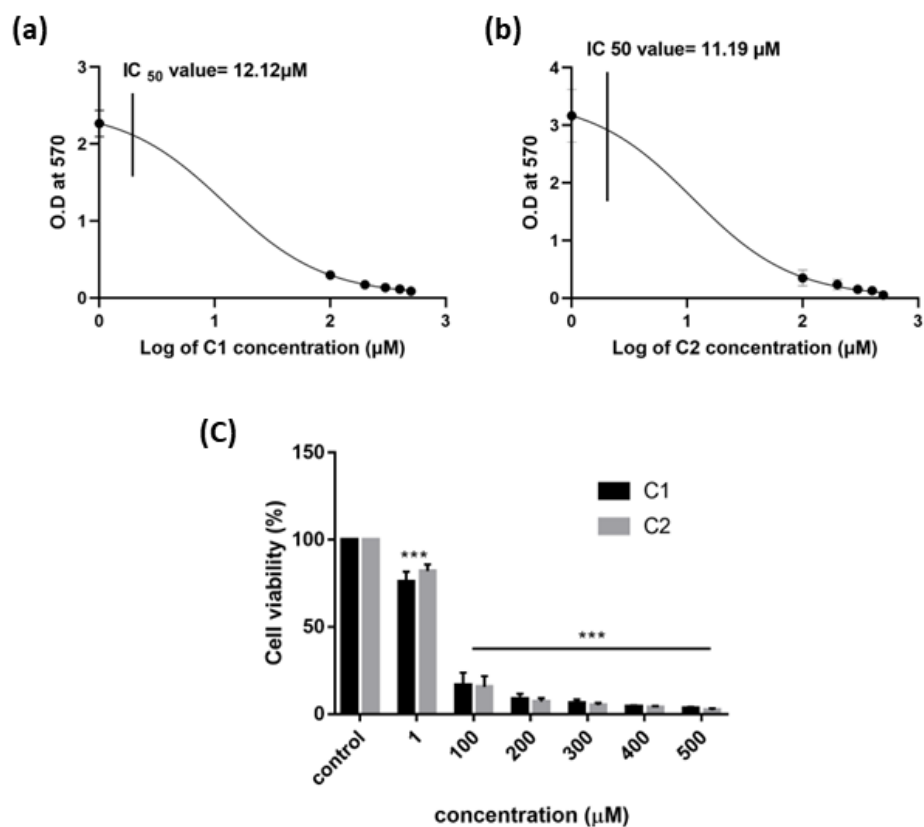 (a)
IC 50 value= 12.12µM
O.D at 570
3
2
1
0
0 1 2 3
Log of C1 concentration (µM)
(b)
IC 50 value= 11.19 µM
O.D at 570
4
3
2
1
0
0 1 2 3
Log of C2 concentration (µM)
(C)
Cell viability (%)
150
100
50
0
C1
C2
***
***
control 1 100 200 300 400 500
concentration (µM)